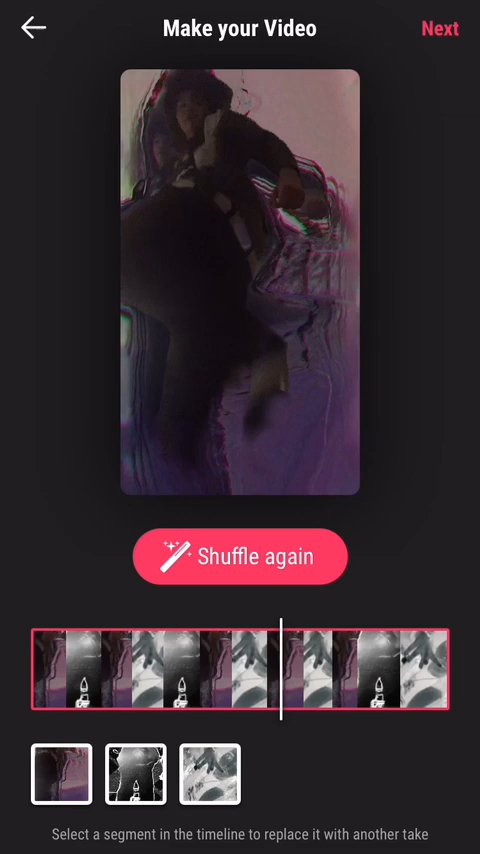 Make your Video
Next
Shuffle again
Select a segment in the timeline to replace it with another take